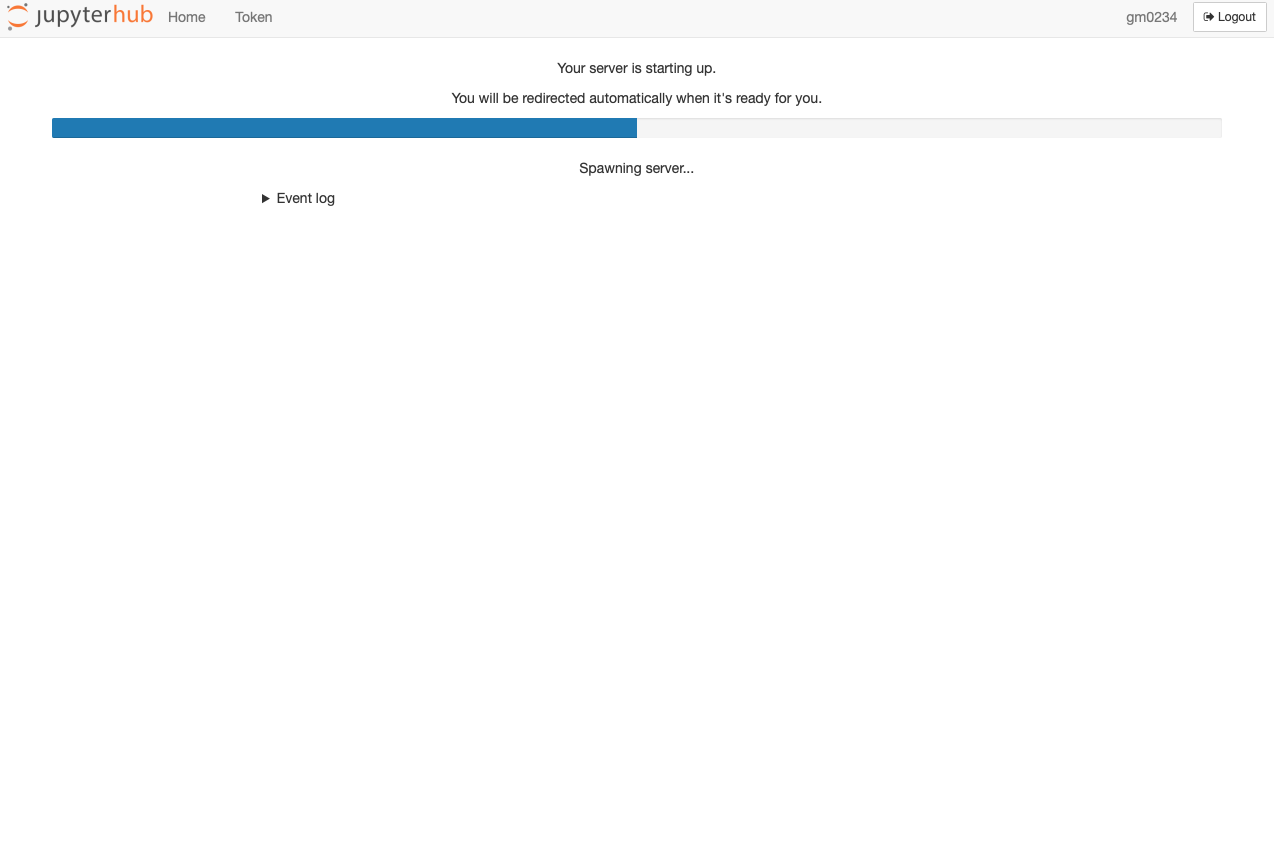 jupyterhub Home Token gm0234 Logout
Your server is starting up.
You will be redirected automatically when it's ready for you.
Spawning server...
Event log